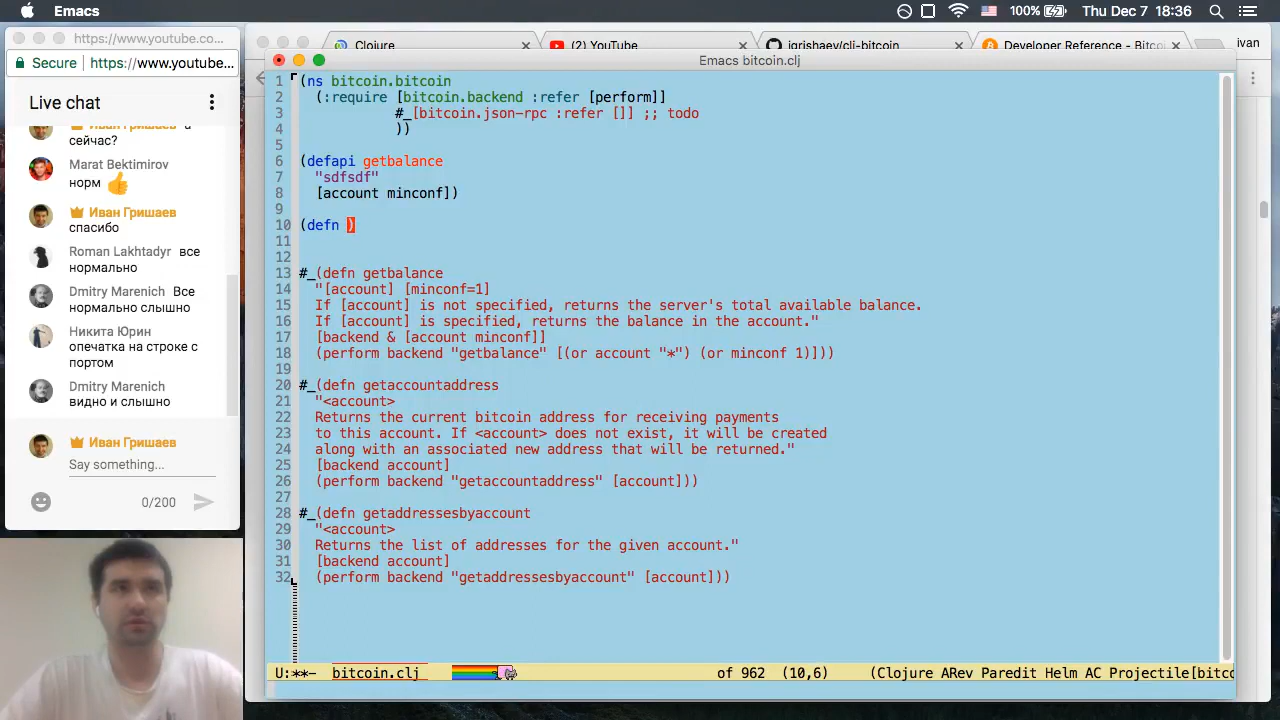 Emacs
100%
Thu Dec 7 18:36
https://www.youtube.co...
Secure
https://www.youtube...
Live chat
Иван Гришаев а
сейчас?
Marat Bektimirov
норм
Иван Гришаев
спасибо
Roman Lakhtadyr все
нормально
Dmitry Marenich Все
нормально слышно
Никита Юрин
опечатка на строке с
портом
Dmitry Marenich
видно и слышно
Иван Гришаев
Say something...
0/200
Clojure
(2) YouTube
igrishaev/clj-bitcoin
Developer Reference - Bitco
ivan
Emacs bitcoin.clj
1 (ns bitcoin.bitcoin
2 (:require [bitcoin.backend :refer [perform]]
3 #_[bitcoin.json-rpc :refer []] ;; todo
4 ))
5
6 (defapi getbalance
7 "sdfsdf"
8 [account minconf])
9
10 (defn )
11
12
13 #_(defn getbalance
14 "[account] [minconf=1]
15 If [account] is not specified, returns the server's total available balance.
16 If [account] is specified, returns the balance in the account."
17 [backend & [account minconf]]
18 (perform backend "getbalance" [(or account "*") (or minconf 1)]))
19
20 #_(defn getaccountaddress
21 "<account>
22 Returns the current bitcoin address for receiving payments
23 to this account. If <account> does not exist, it will be created
24 along with an associated new address that will be returned."
25 [backend account]
26 (perform backend "getaccountaddress" [account]))
27
28 #_(defn getaddressesbyaccount
29 "<account>
30 Returns the list of addresses for the given account."
31 [backend account]
32 (perform backend "getaddressesbyaccount" [account]))
U:**- bitcoin.clj
of 962 (10,6)
(Clojure ARev Paredit Helm AC Projectile[bitco